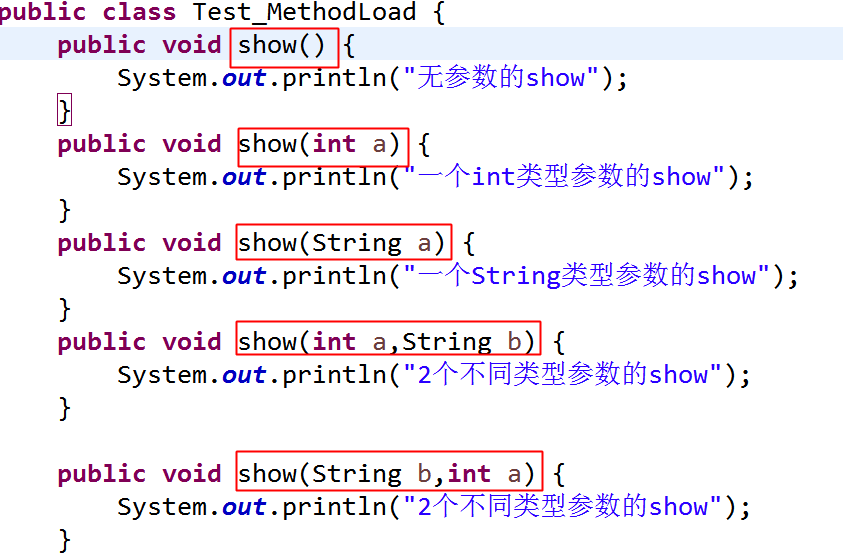 public class Test_MethodLoad {
    public void show() {
        System.out.println("无参数的show");
    }
    public void show(int a) {
        System.out.println("一个int类型参数的show");
    }
    public void show(String a) {
        System.out.println("一个String类型参数的show");
    }
    public void show(int a,String b) {
        System.out.println("2个不同类型参数的show");
    }
    public void show(String b,int a) {
        System.out.println("2个不同类型参数的show");
    }